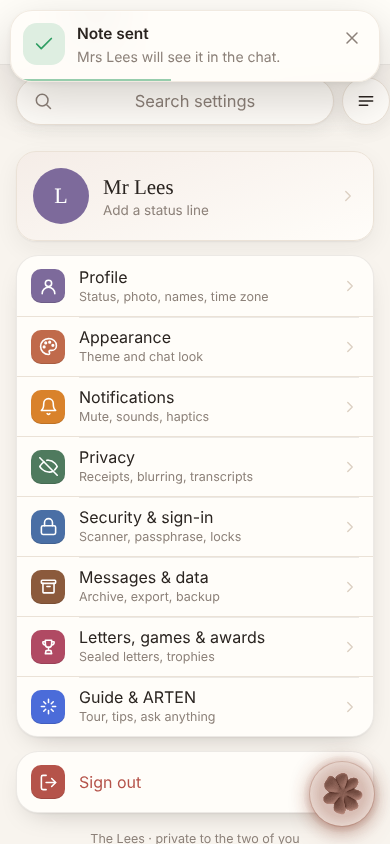 Note sent
Mrs Lees will see it in the chat.
Search settings
L
Mr Lees
Add a status line
Profile
Status, photo, names, time zone
Appearance
Theme and chat look
Notifications
Mute, sounds, haptics
Privacy
Receipts, blurring, transcripts
Security & sign-in
Scanner, passphrase, locks
Messages & data
Archive, export, backup
Letters, games & awards
Sealed letters, trophies
Guide & ARTEN
Tour, tips, ask anything
Sign out
The Lees · private to the two of you